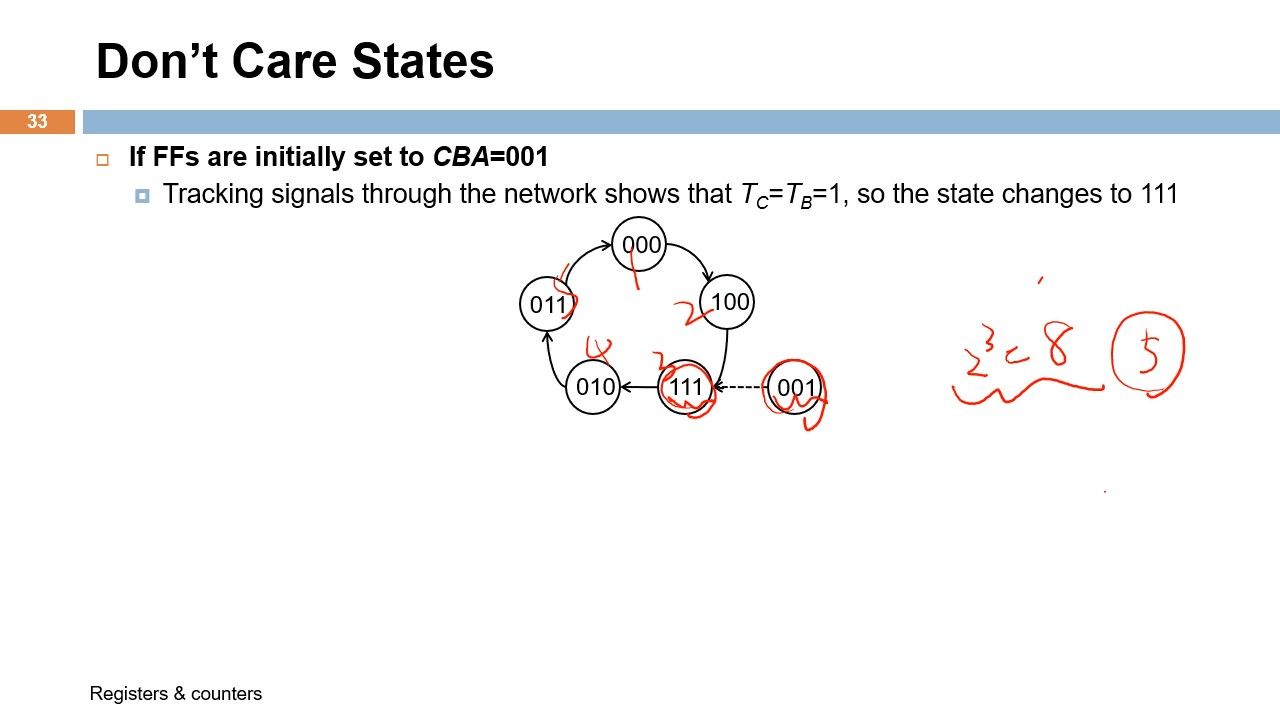 Don't Care States
33
If FFs are initially set to CBA=001
Tracking signals through the network shows that T_C=T_B=1, so the state changes to 111
000
1
011
5
100
2
2³ = 8
5
4
3
010
111
001
Registers & counters